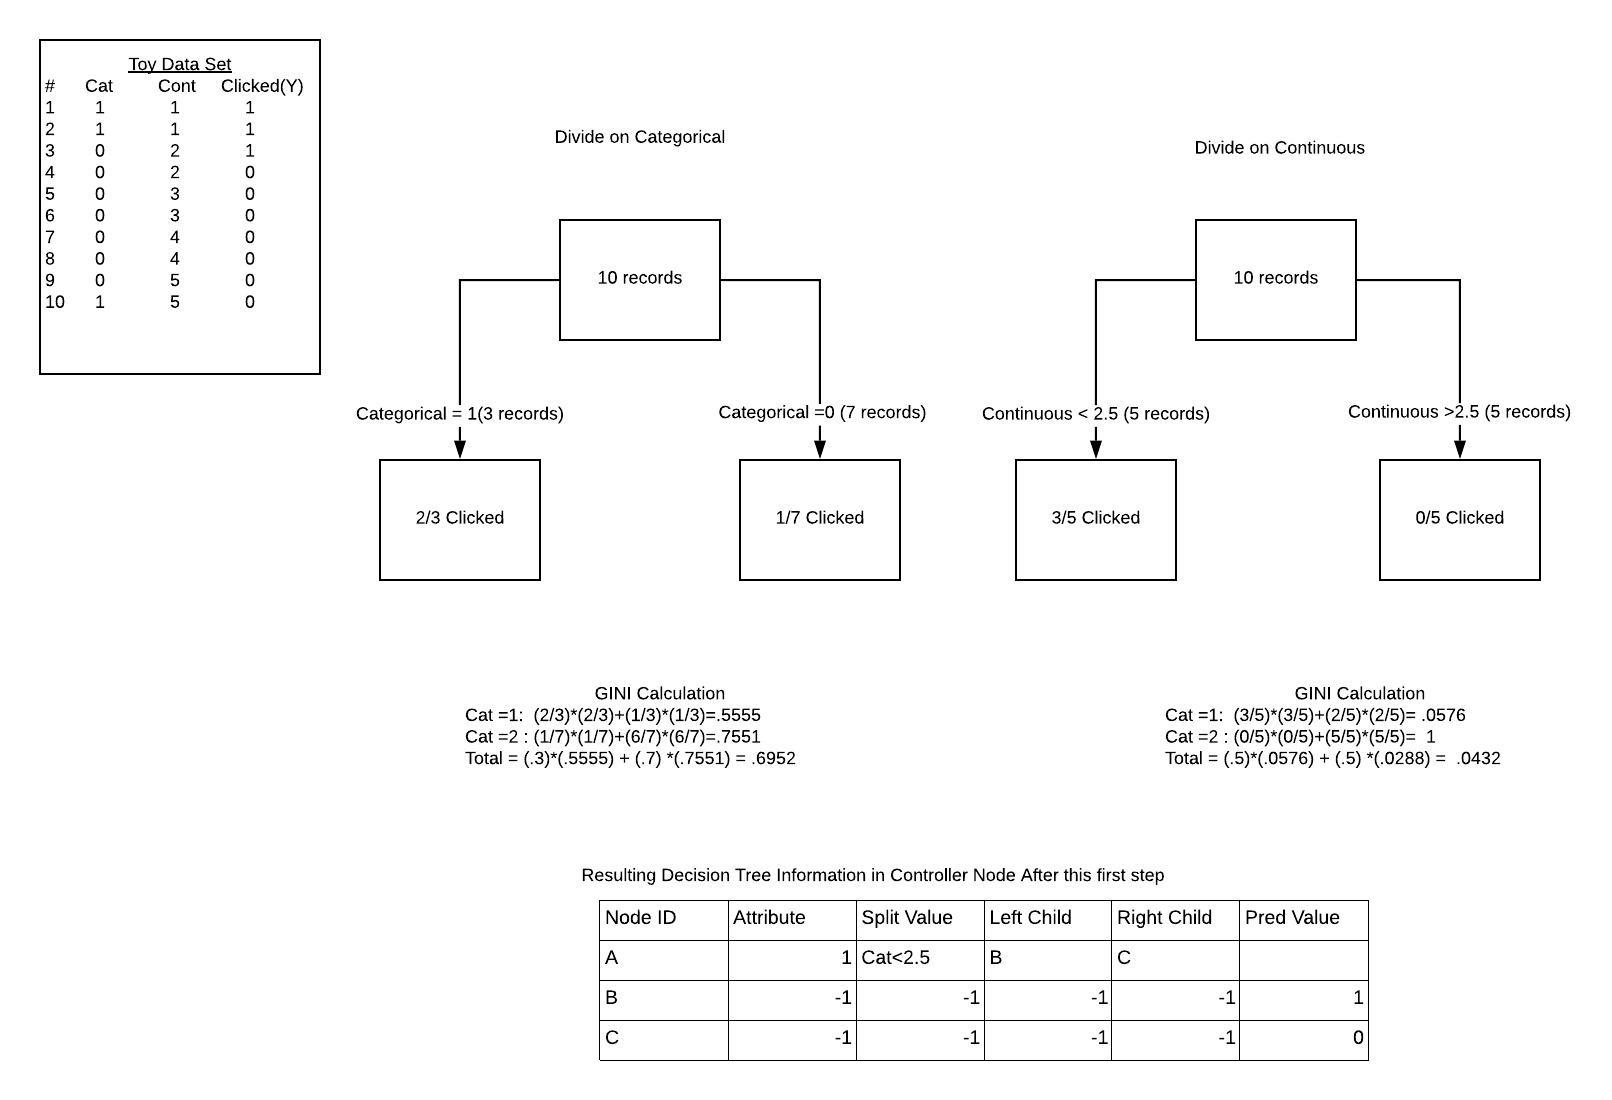 Toy Data Set
# Cat Cont Clicked(Y)
1 1 1 1
2 1 1 1
3 0 2 1
4 0 2 0
5 0 3 0
6 0 3 0
7 0 4 0
8 0 4 0
9 0 5 0
10 1 5 0
Divide on Categorical
10 records
Categorical = 1(3 records)
Categorical =0 (7 records)
2/3 Clicked
1/7 Clicked
Divide on Continuous
10 records
Continuous < 2.5 (5 records)
Continuous >2.5 (5 records)
3/5 Clicked
0/5 Clicked
GINI Calculation
Cat =1: (2/3)*(2/3)+(1/3)*(1/3)=.5555
Cat =2 : (1/7)*(1/7)+(6/7)*(6/7)=.7551
Total = (.3)*(.5555) + (.7) *(.7551) = .6952
GINI Calculation
Cat =1: (3/5)*(3/5)+(2/5)*(2/5)= .0576
Cat =2 : (0/5)*(0/5)+(5/5)*(5/5)= 1
Total = (.5)*(.0576) + (.5) *(.0288) = .0432
Resulting Decision Tree Information in Controller Node After this first step
Node ID Attribute Split Value Left Child Right Child Pred Value
A 1 Cat<2.5 B C
B -1 -1 -1 -1 1
C -1 -1 -1 -1 0